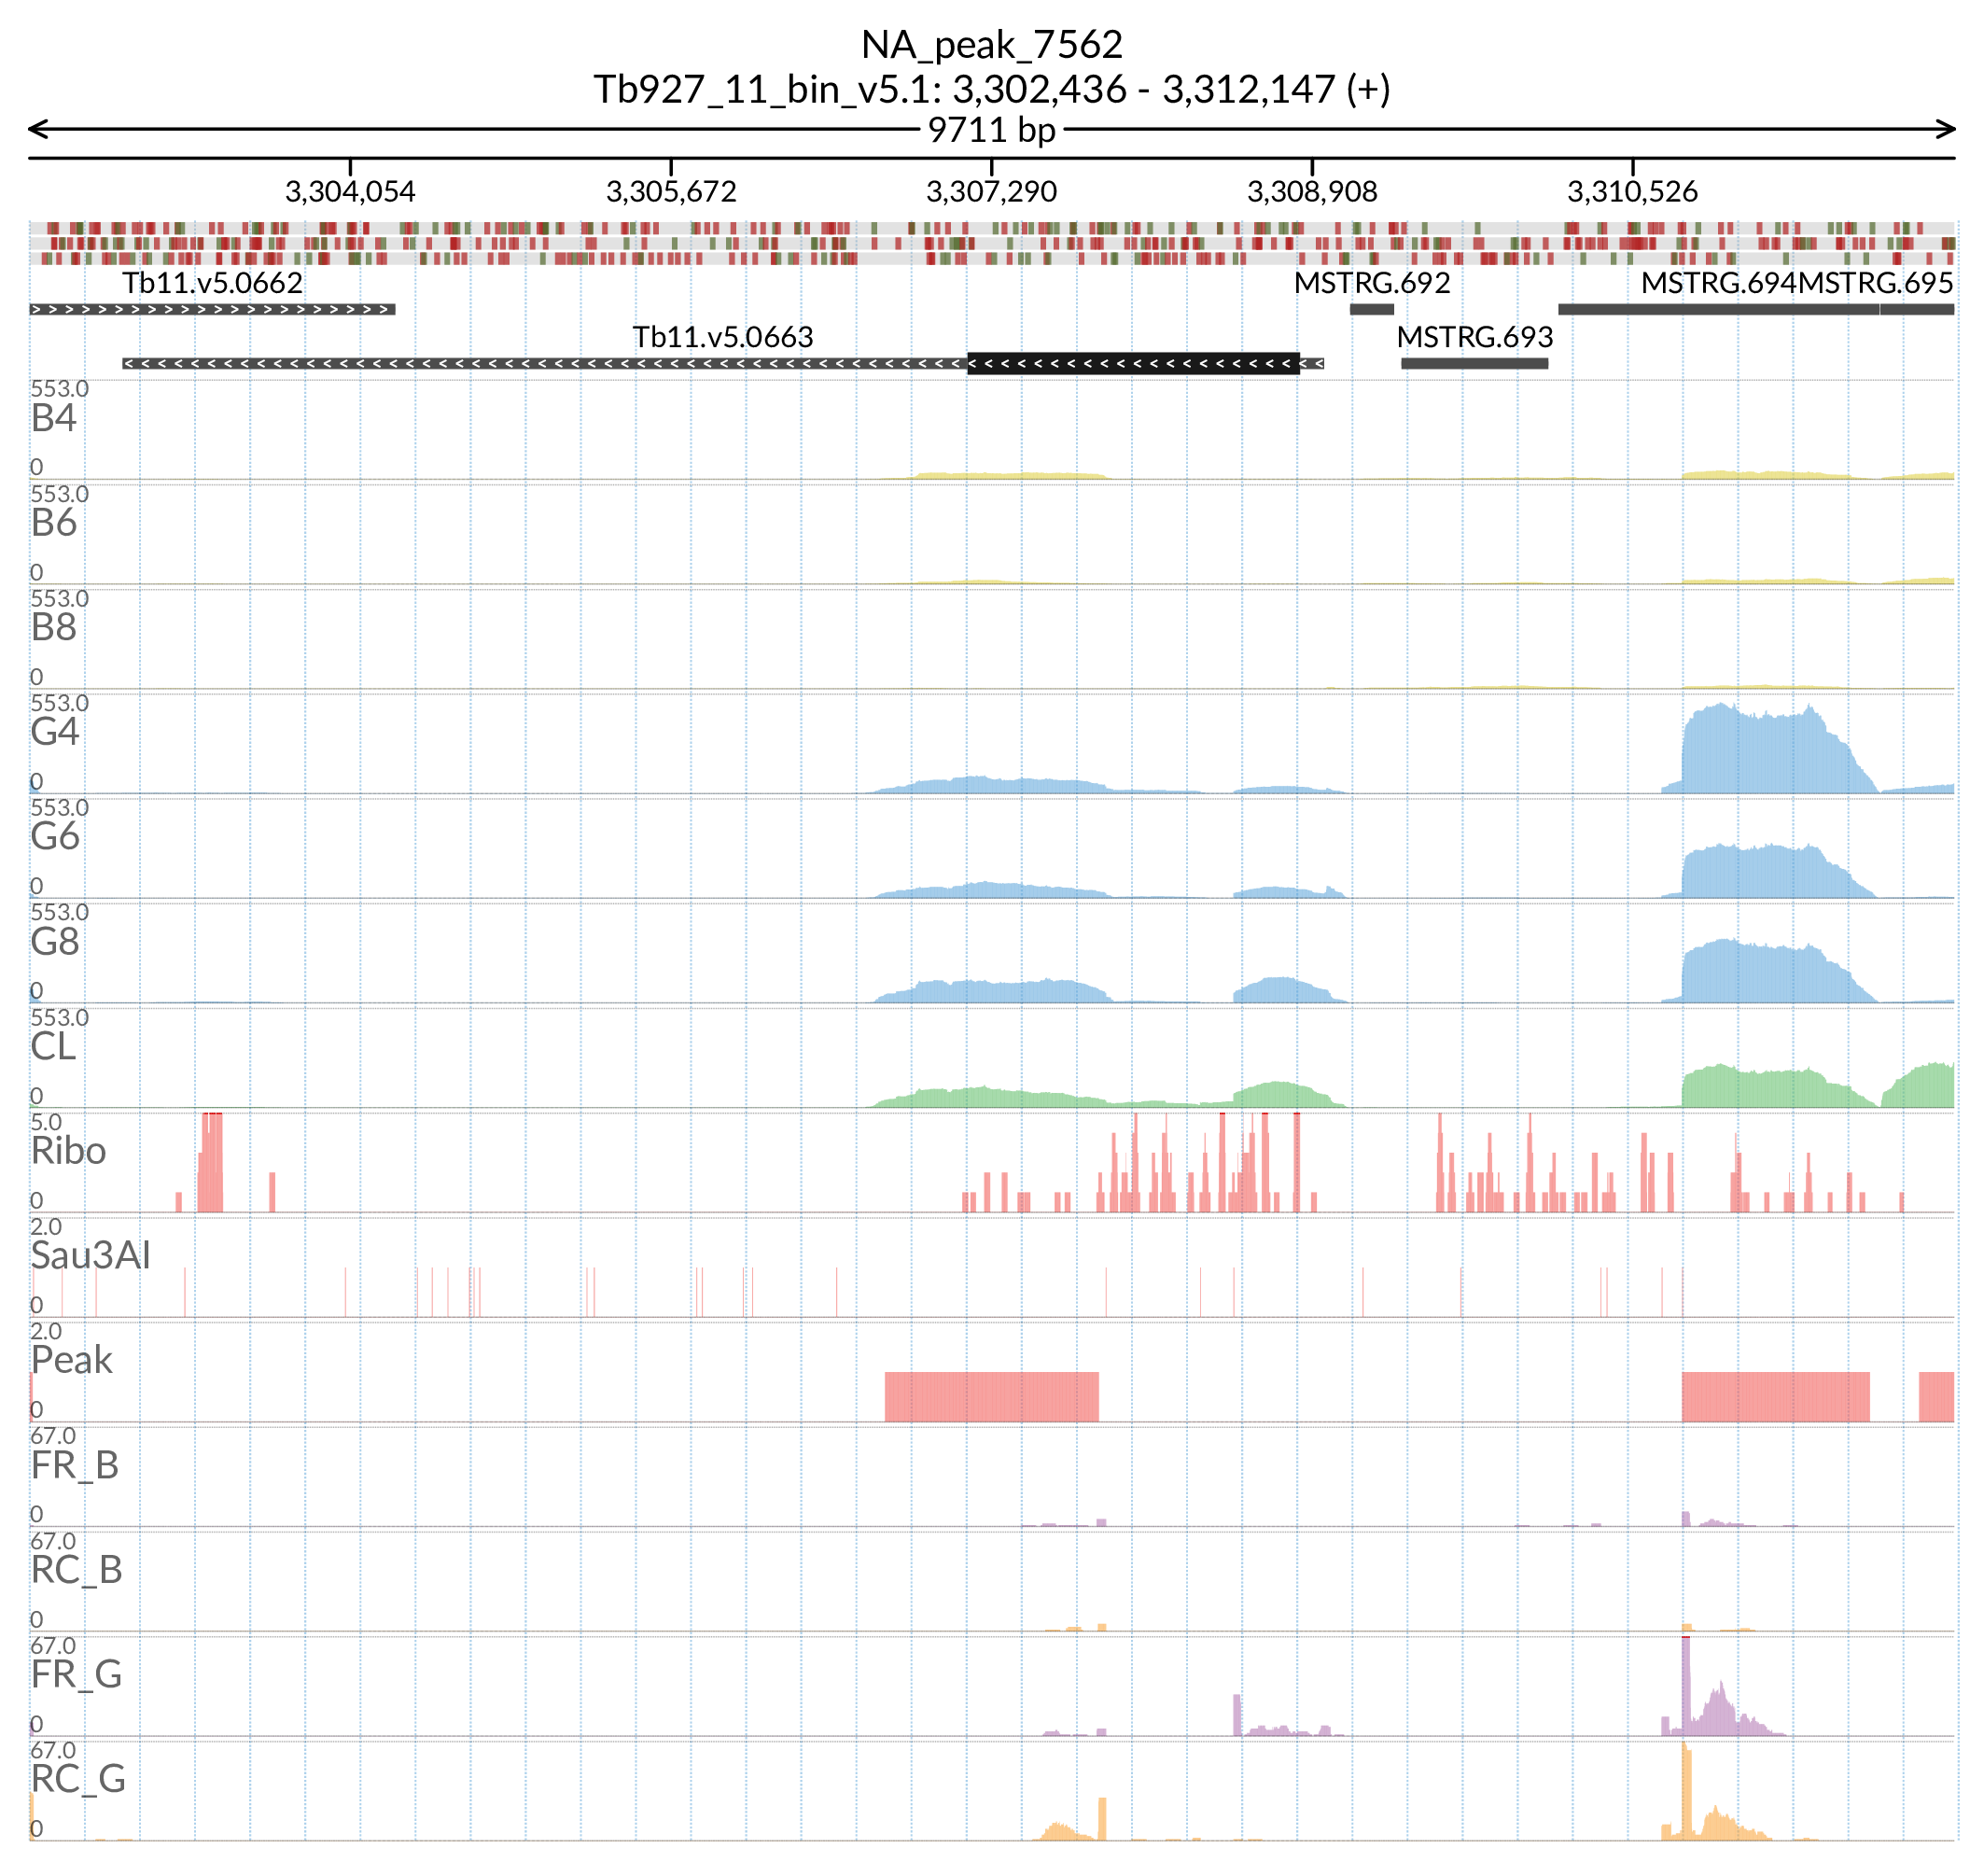 NA_peak_7562
Tb927_11_bin_v5.1: 3,302,436 - 3,312,147 (+)
9711 bp
3,304,054 3,305,672 3,307,290 3,308,908 3,310,526
Tb11.v5.0662 MSTRG.692 MSTRG.694MSTRG.695
Tb11.v5.0663 MSTRG.693
553.0
B4
0
553.0
B6
0
553.0
B8
0
553.0
G4
0
553.0
G6
0
553.0
G8
0
553.0
CL
0
5.0
Ribo
0
2.0
Sau3AI
0
2.0
Peak
0
67.0
FR_B
0
67.0
RC_B
0
67.0
FR_G
0
67.0
RC_G
0